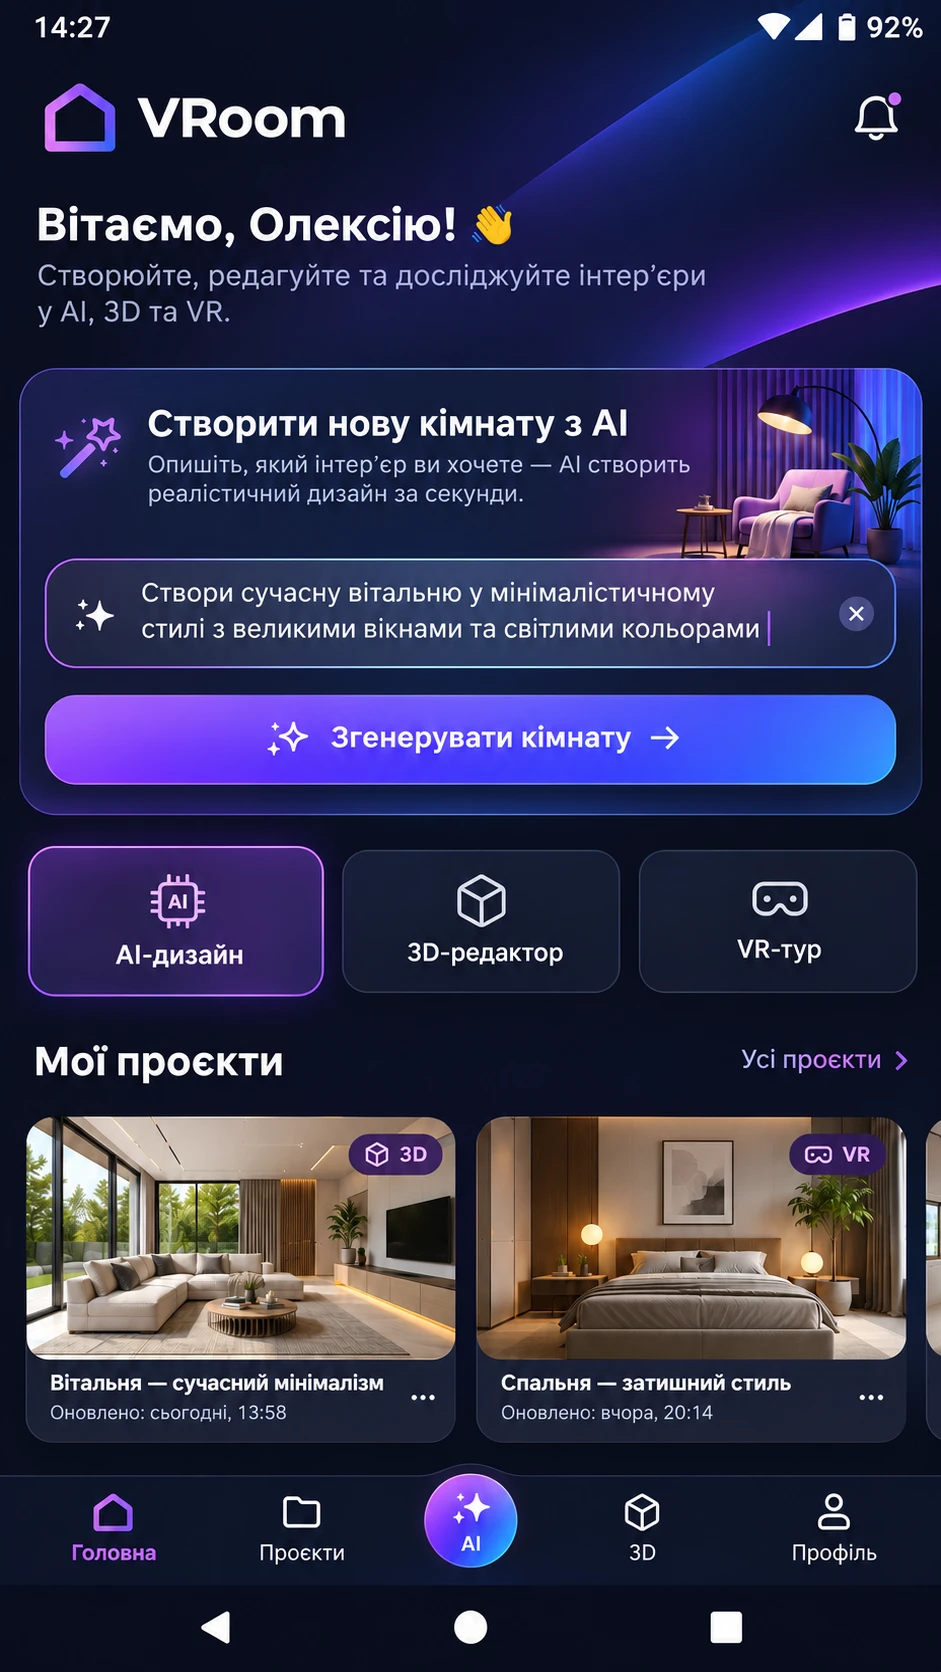 14:27
92%
VRoom
Вітаємо, Олексію! 👋
Створюйте, редагуйте та досліджуйте інтер’єри
у AI, 3D та VR.
Створити нову кімнату з AI
Опишіть, який інтер’єр ви хочете — AI створить
реалістичний дизайн за секунди.
Створи сучасну вітальню у мінімалістичному
стилі з великими вікнами та світлими кольорами
Згенерувати кімнату →
AI
AI-дизайн
3D-редактор
VR-тур
Мої проєкти
Усі проєкти
3D
VR
Вітальня — сучасний мінімалізм
Оновлено: сьогодні, 13:58
Спальня — затишний стиль
Оновлено: вчора, 20:14
Головна
Проєкти
AI
3D
Профіль